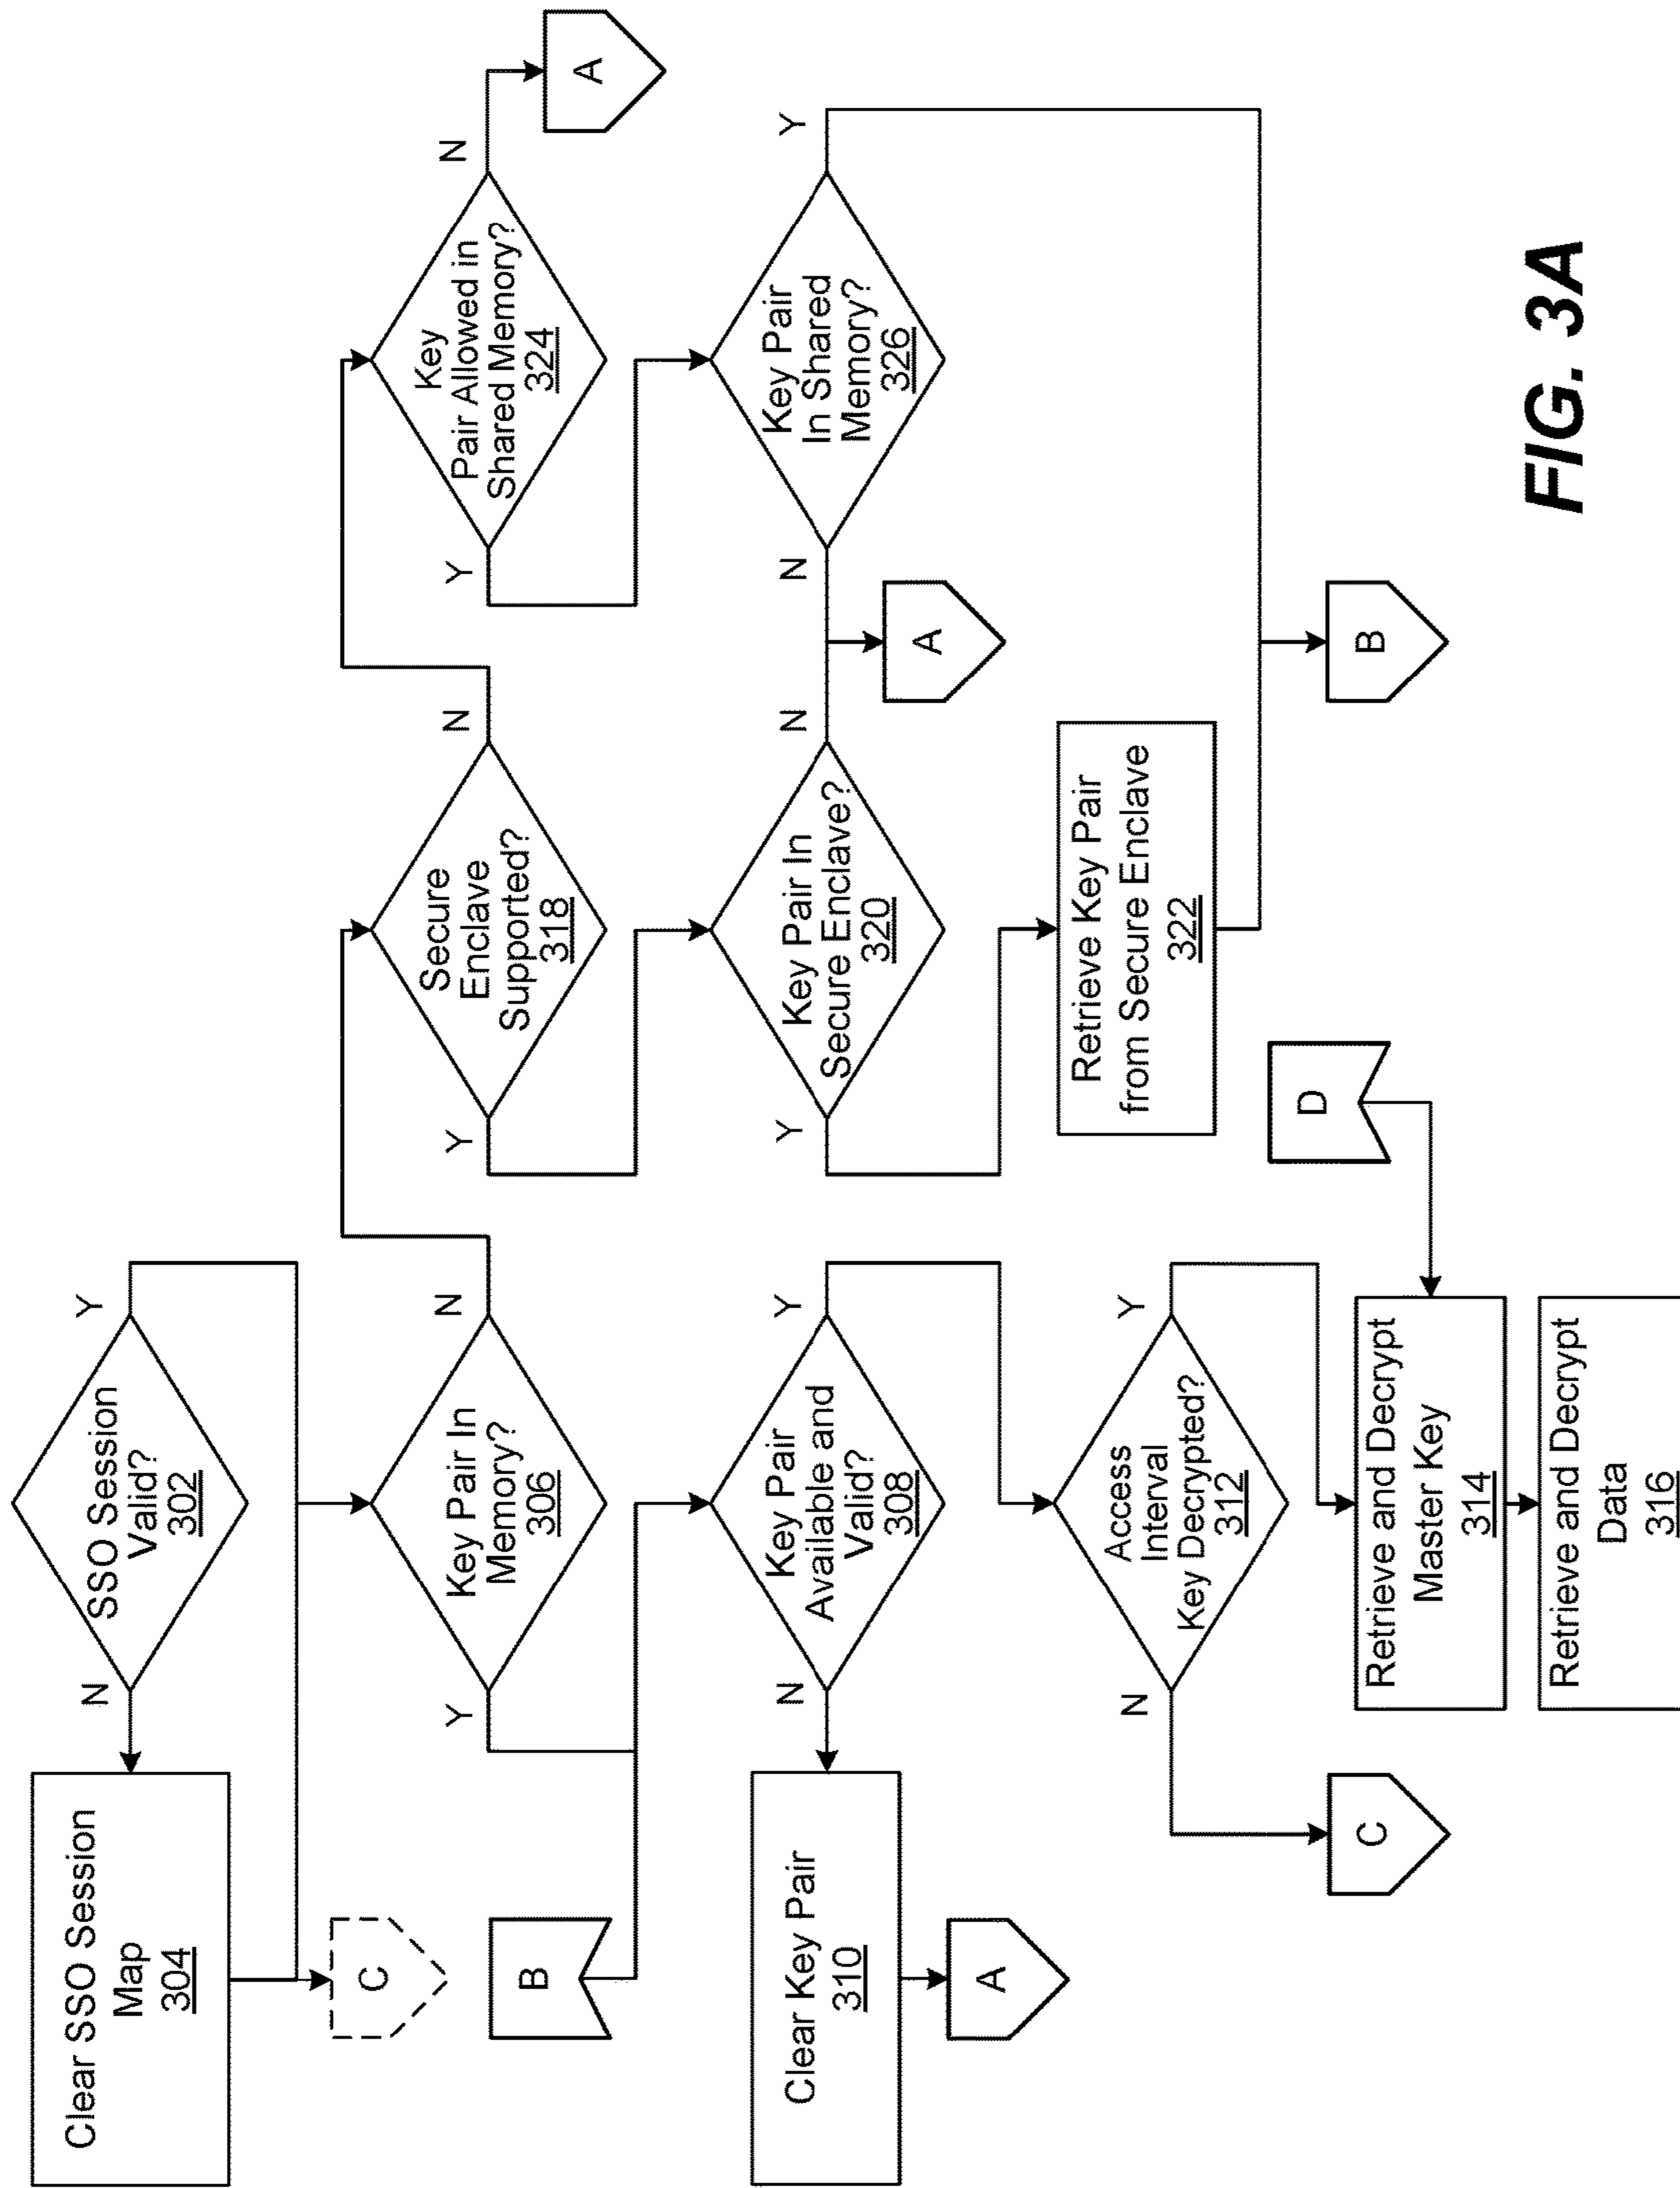 SSO Session
Valid?
302
Y
N
Clear SSO Session
Map
304
C
Key Pair In
Memory?
306
Y
N
B
Key Pair
Available and
Valid?
308
N
Y
Clear Key Pair
310
A
Access
Interval
Key Decrypted?
312
N
Y
C
Retrieve and Decrypt
Master Key
314
D
Retrieve and Decrypt
Data
316
Secure
Enclave
Supported?
318
Y
N
Key Pair In
Secure Enclave?
320
Y
N
A
Retrieve Key Pair
from Secure Enclave
322
Key
Pair Allowed in
Shared Memory?
324
Y
N
A
Key Pair
In Shared
Memory?
326
N
Y
B
FIG. 3A